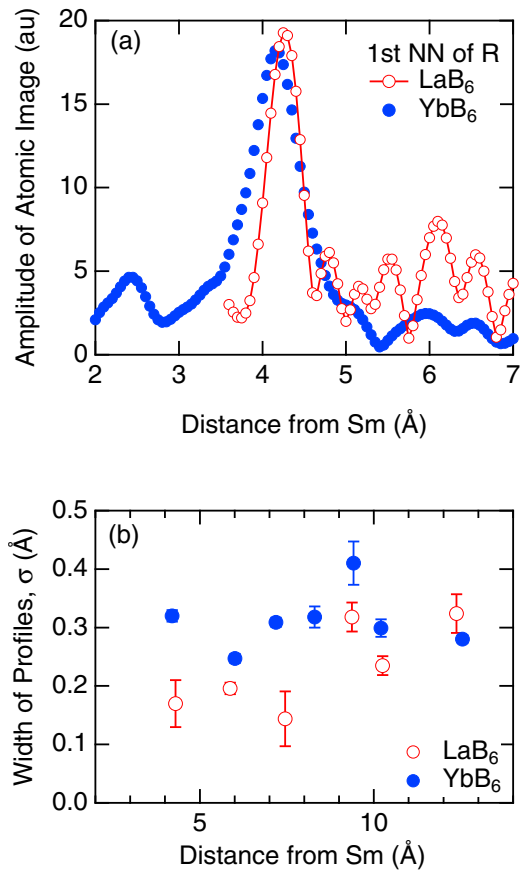 (a)
1st NN of R
LaB₆
YbB₆
Amplitude of Atomic Image (au)
20
15
10
5
0
2 3 4 5 6 7
Distance from Sm (Å)
(b)
Width of Profiles, σ (Å)
0.5
0.4
0.3
0.2
0.1
0.0
LaB₆
YbB₆
5 10
Distance from Sm (Å)